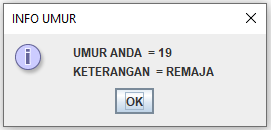 INFO UMUR
UMUR ANDA = 19
KETERANGAN = REMAJA
OK